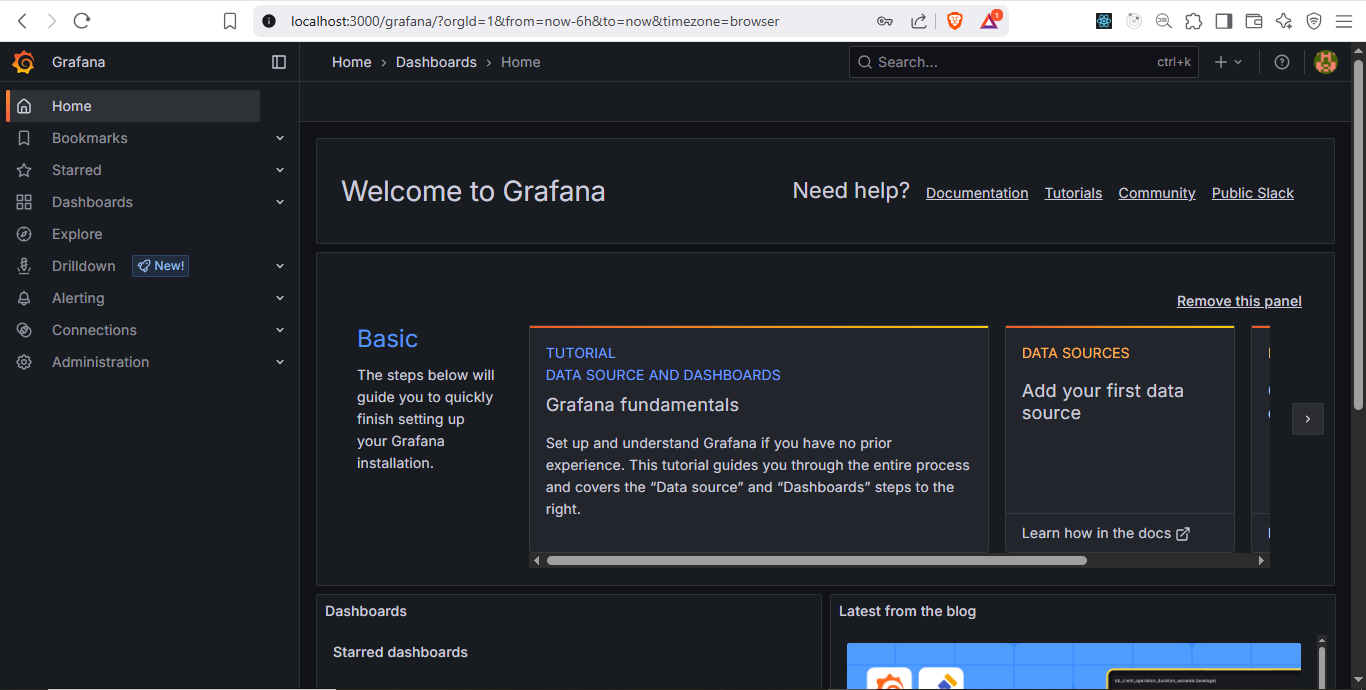 localhost:3000/grafana/?orgId=1&from=now-6h&to=now&timezone=browser
1
Grafana
Home › Dashboards › Home
Search...
ctrl+k
Home
Bookmarks
Starred
Dashboards
Explore
Drilldown
New!
Alerting
Connections
Administration
Welcome to Grafana
Need help?
Documentation
Tutorials
Community
Public Slack
Remove this panel
Basic
The steps below will
guide you to quickly
finish setting up
your Grafana
installation.
TUTORIAL
DATA SOURCE AND DASHBOARDS
Grafana fundamentals
Set up and understand Grafana if you have no prior
experience. This tutorial guides you through the entire process
and covers the “Data source” and “Dashboards” steps to the
right.
DATA SOURCES
Add your first data
source
Learn how in the docs
Dashboards
Starred dashboards
Latest from the blog